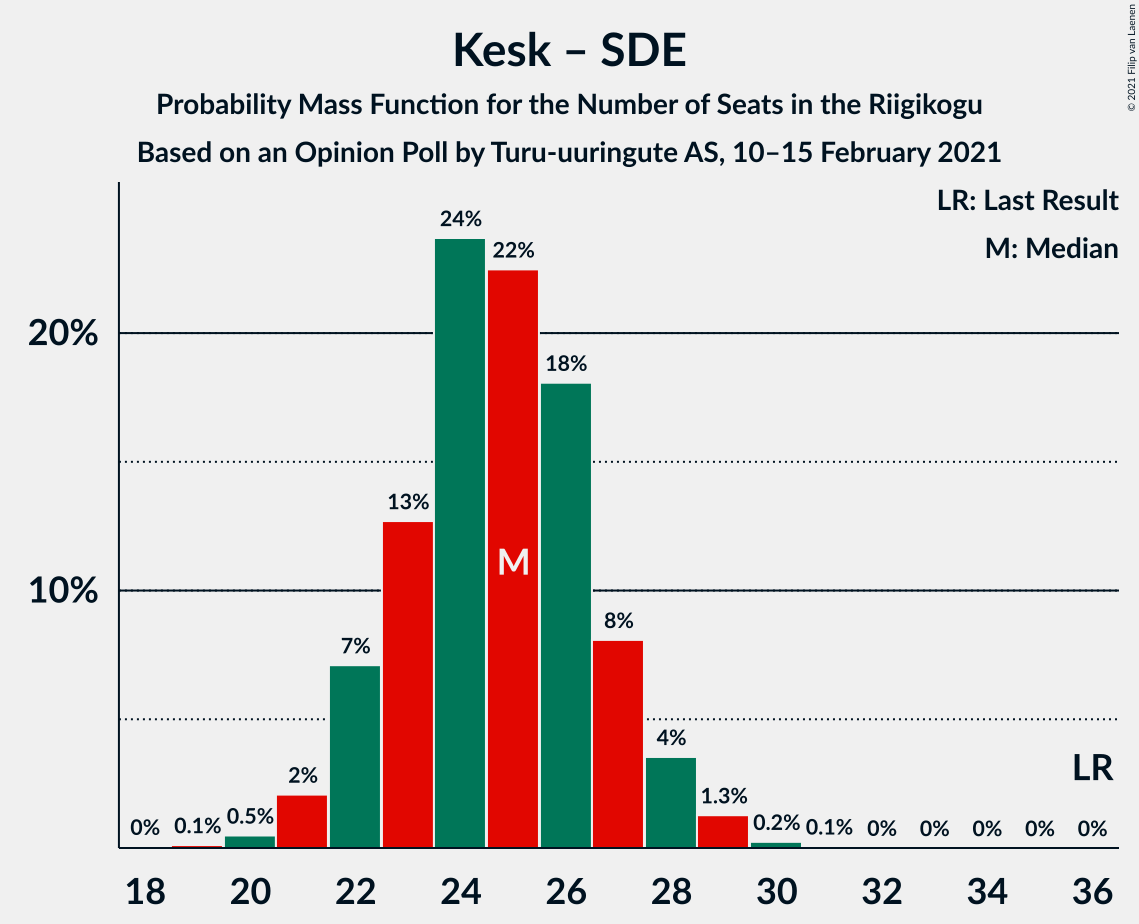 Kesk – SDE
Probability Mass Function for the Number of Seats in the Riigikogu
Based on an Opinion Poll by Turu-uuringute AS, 10–15 February 2021
© 2021 Filip van Laenen
LR: Last Result
M: Median
20%
10%
0% 0.1% 0.5% 2% 7% 13% 24% 22% 18% 8% 4% 1.3% 0.2% 0.1% 0% 0% 0% 0% 0%
M
LR
18 20 22 24 26 28 30 32 34 36